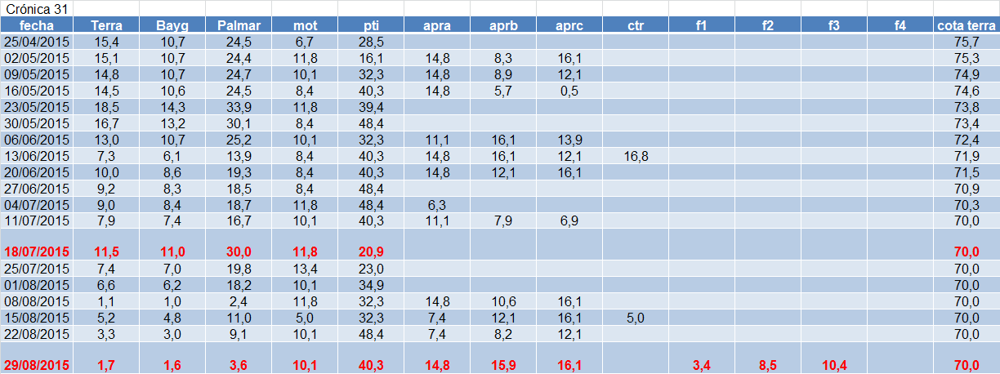 Crónica 31
fecha Terra Bayg Palmar mot pti apra aprb aprc ctr f1 f2 f3 f4 cota terra
25/04/2015 15,4 10,7 24,5 6,7 28,5 75,7
02/05/2015 15,1 10,7 24,4 11,8 16,1 14,8 8,3 16,1 75,3
09/05/2015 14,8 10,7 24,7 10,1 32,3 14,8 8,9 12,1 74,9
16/05/2015 14,5 10,6 24,5 8,4 40,3 14,8 5,7 0,5 74,6
23/05/2015 18,5 14,3 33,9 11,8 39,4 73,8
30/05/2015 16,7 13,2 30,1 8,4 48,4 73,4
06/06/2015 13,0 10,7 25,2 10,1 32,3 11,1 16,1 13,9 72,4
13/06/2015 7,3 6,1 13,9 8,4 40,3 14,8 16,1 12,1 16,8 71,9
20/06/2015 10,0 8,6 19,3 8,4 40,3 14,8 12,1 16,1 71,5
27/06/2015 9,2 8,3 18,5 8,4 48,4 70,9
04/07/2015 9,0 8,4 18,7 11,8 48,4 6,3 70,3
11/07/2015 7,9 7,4 16,7 10,1 40,3 11,1 7,9 6,9 70,0
18/07/2015 11,5 11,0 30,0 11,8 20,9 70,0
25/07/2015 7,4 7,0 19,8 13,4 23,0 70,0
01/08/2015 6,6 6,2 18,2 10,1 34,9 70,0
08/08/2015 1,1 1,0 2,4 11,8 32,3 14,8 10,6 16,1 70,0
15/08/2015 5,2 4,8 11,0 5,0 32,3 7,4 12,1 16,1 5,0 70,0
22/08/2015 3,3 3,0 9,1 10,1 48,4 7,4 8,2 12,1 70,0
29/08/2015 1,7 1,6 3,6 10,1 40,3 14,8 15,9 16,1 3,4 8,5 10,4 70,0